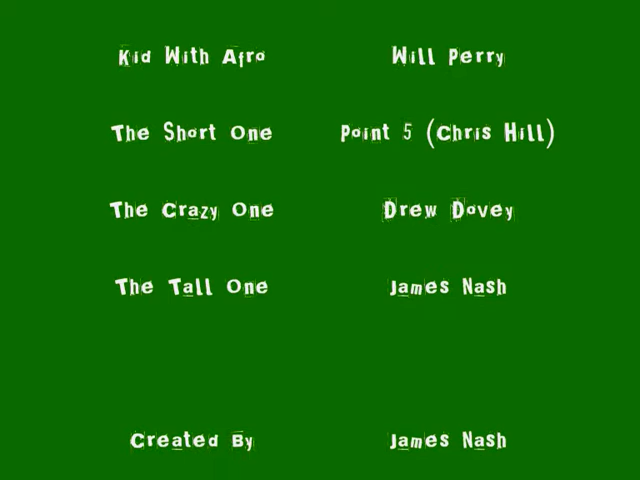 Kid With Afro Will Perry
The Short One Point 5 (Chris Hill)
The Crazy One Drew Dovey
The Tall One James Nash
Created By James Nash